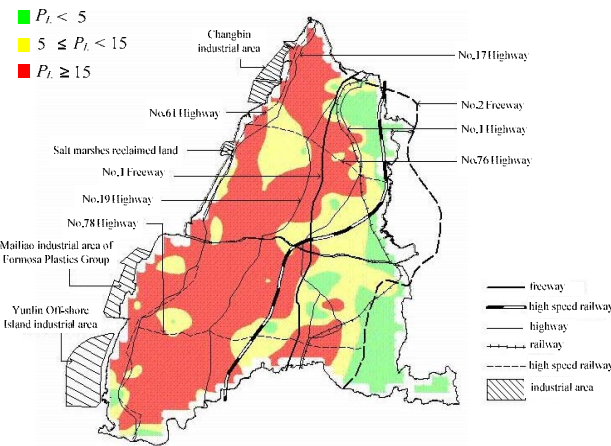 P_L < 5
5 ≤ P_L < 15
P_L ≥ 15
Changbin
industrial area
No.17 Highway
No.2 Freeway
No.61 Highway
No.1 Highway
Salt marshes reclaimed land
No.76 Highway
No.1 Freeway
No.19 Highway
No.78 Highway
Mailiao industrial area of
Formosa Plastics Group
Yunlin Off-shore
Island industrial area
freeway
high speed railway
highway
railway
high speed railway
industrial area